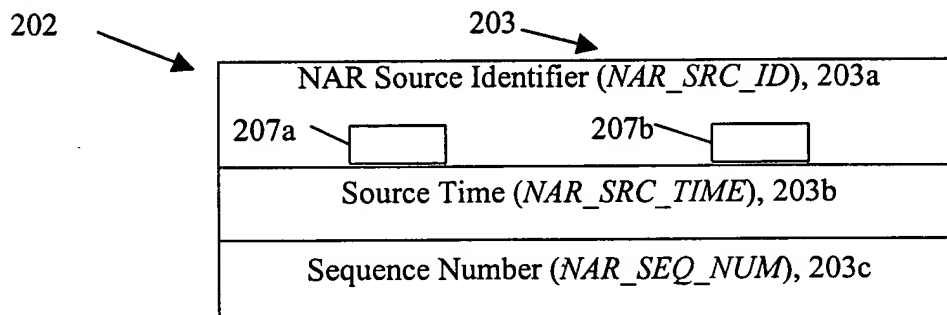 202
203
NAR Source Identifier (NAR_SRC_ID), 203a
207a
207b
Source Time (NAR_SRC_TIME), 203b
Sequence Number (NAR_SEQ_NUM), 203c